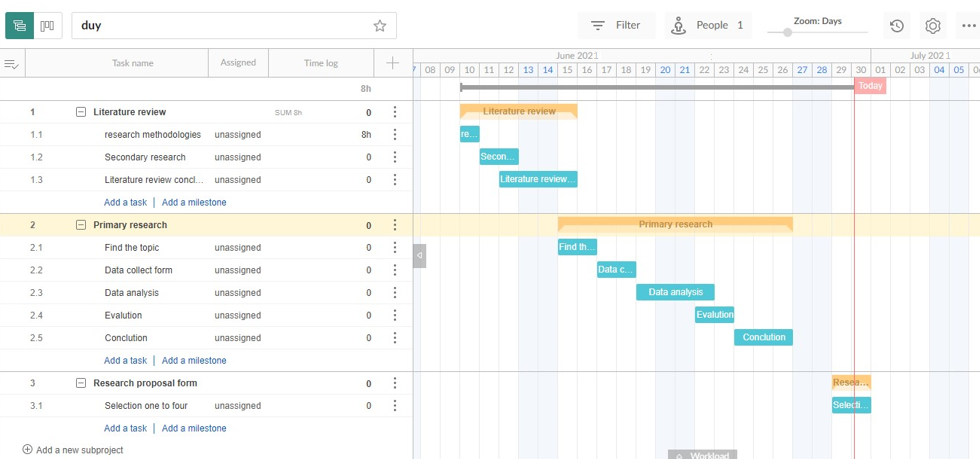 duy
Filter
People 1
Zoom: Days
Task name Assigned Time log
June 2021 July 2021
08 09 10 11 12 13 14 15 16 17 18 19 20 21 22 23 24 25 26 27 28 29 30 01 02 03 04 05
8h
Today
1 Literature review SUM 8h 0 Literature review
1.1 research methodologies unassigned 8h re...
1.2 Secondary research unassigned 0 Secon...
1.3 Literature review concl... unassigned 0 Literature review...
Add a task | Add a milestone
2 Primary research 0 Primary research
2.1 Find the topic unassigned 0 Find th...
2.2 Data collect form unassigned 0 Data c...
2.3 Data analysis unassigned 0 Data analysis
2.4 Evalution unassigned 0 Evalution
2.5 Conclution unassigned 0 Conclution
Add a task | Add a milestone
3 Research proposal form 0 Resea...
3.1 Selection one to four unassigned 0 Selecti...
Add a task | Add a milestone
Add a new subproject
Workload